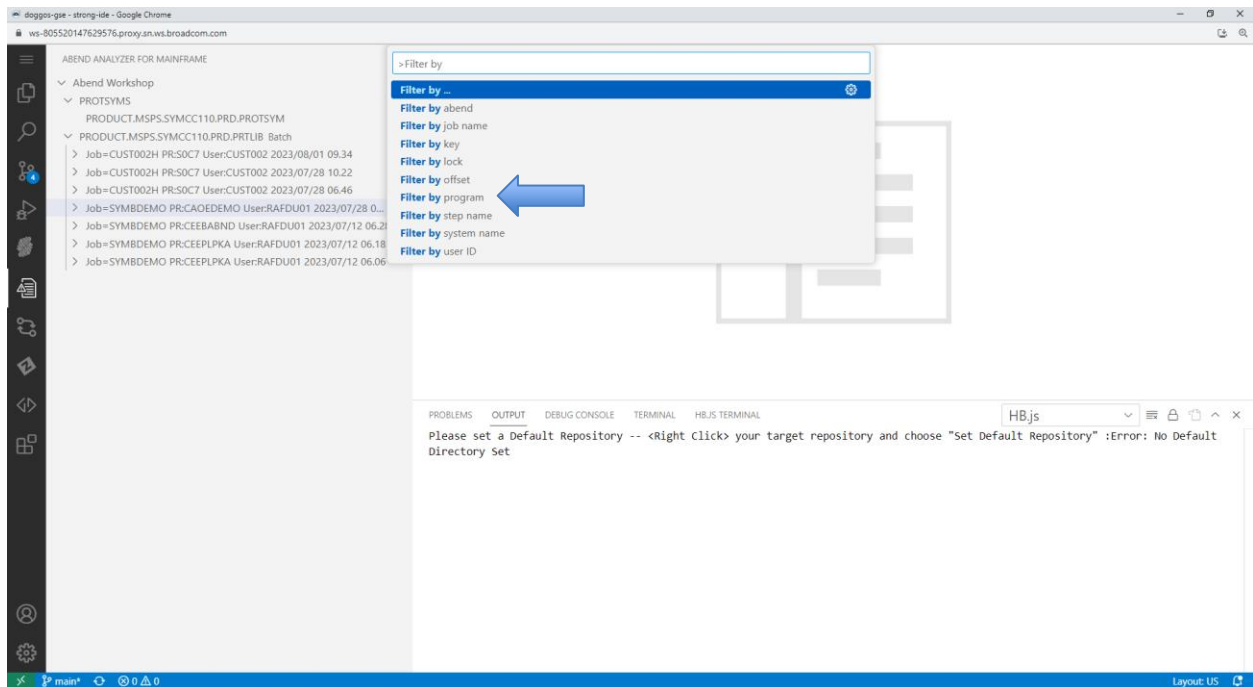 doggos-gse - strong-ide - Google Chrome
ws-805520147629576.proxy.sn.ws.broadcom.com
ABEND ANALYZER FOR MAINFRAME
Abend Workshop
PROTSYMS
PRODUCT.MSPS.SYMCC110.PRD.PROTSYM
PRODUCT.MSPS.SYMCC110.PRD.PRTLIB Batch
Job=CUST002H PR:S0C7 User:CUST002 2023/08/01 09.34
Job=CUST002H PR:S0C7 User:CUST002 2023/07/28 10.22
Job=CUST002H PR:S0C7 User:CUST002 2023/07/28 06.46
Job=SYMBDEMO PR:CAOEDEMO User:RAFDU01 2023/07/28 0...
Job=SYMBDEMO PR:CEEBABND User:RAFDU01 2023/07/12 06.2
Job=SYMBDEMO PR:CEEPLPKA User:RAFDU01 2023/07/12 06.18
Job=SYMBDEMO PR:CEEPLPKA User:RAFDU01 2023/07/12 06.06
>Filter by
Filter by ...
Filter by abend
Filter by job name
Filter by key
Filter by lock
Filter by offset
Filter by program
Filter by step name
Filter by system name
Filter by user ID
PROBLEMS OUTPUT DEBUG CONSOLE TERMINAL HB.JS TERMINAL HB.js
Please set a Default Repository -- <Right Click> your target repository and choose "Set Default Repository" :Error: No Default
Directory Set
main* 0 0 Layout: US